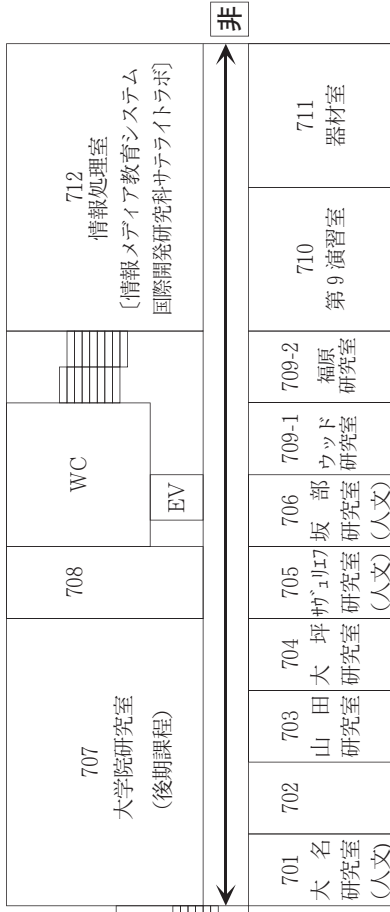 非
712
情報処理室
〔情報メディア教育システム
国際開発研究科サテライトラボ〕
WC
EV
708
707
大学院研究室
(後期課程)
711
器材室
710
第9演習室
709-2
福原
研究室
709-1
ウッド
研究室
706
坂 部
研究室
(人文)
705
サヴェリエフ
研究室
(人文)
704
大 坪
研究室
703
山 田
研究室
702
701
大 名
研究室
(人文)